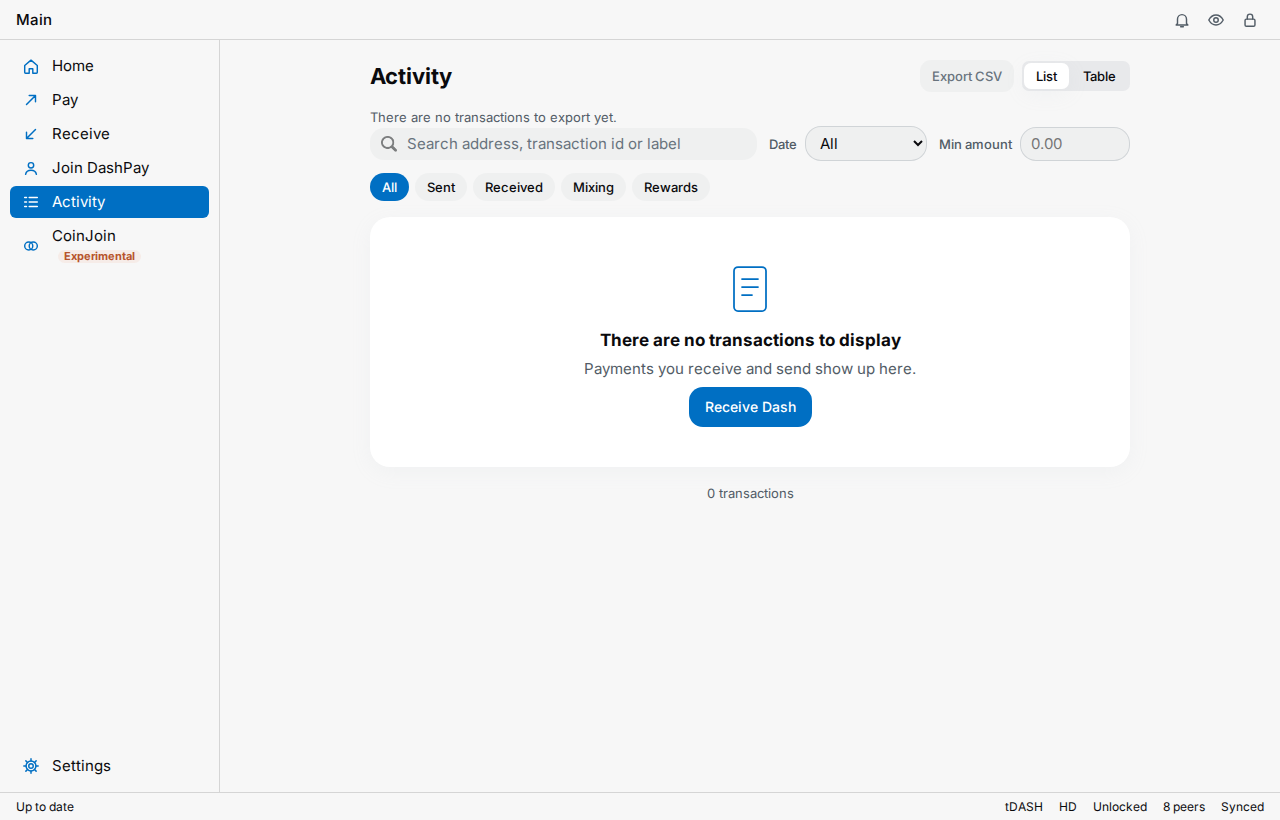 Main
Home
Pay
Receive
Join DashPay
Activity
CoinJoin
Experimental
Settings
Activity
Export CSV
List
Table
There are no transactions to export yet.
Search address, transaction id or label
Date
All
Min amount
0.00
All
Sent
Received
Mixing
Rewards
There are no transactions to display
Payments you receive and send show up here.
Receive Dash
0 transactions
Up to date
tDASH
HD
Unlocked
8 peers
Synced